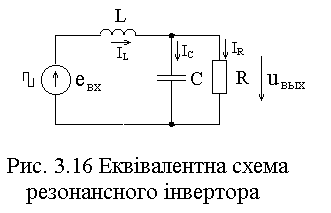 L
I_L
I_C
I_R
e_вх
C
R
u_вых
Рис. 3.16 Еквівалентна схема
резонансного інвертора